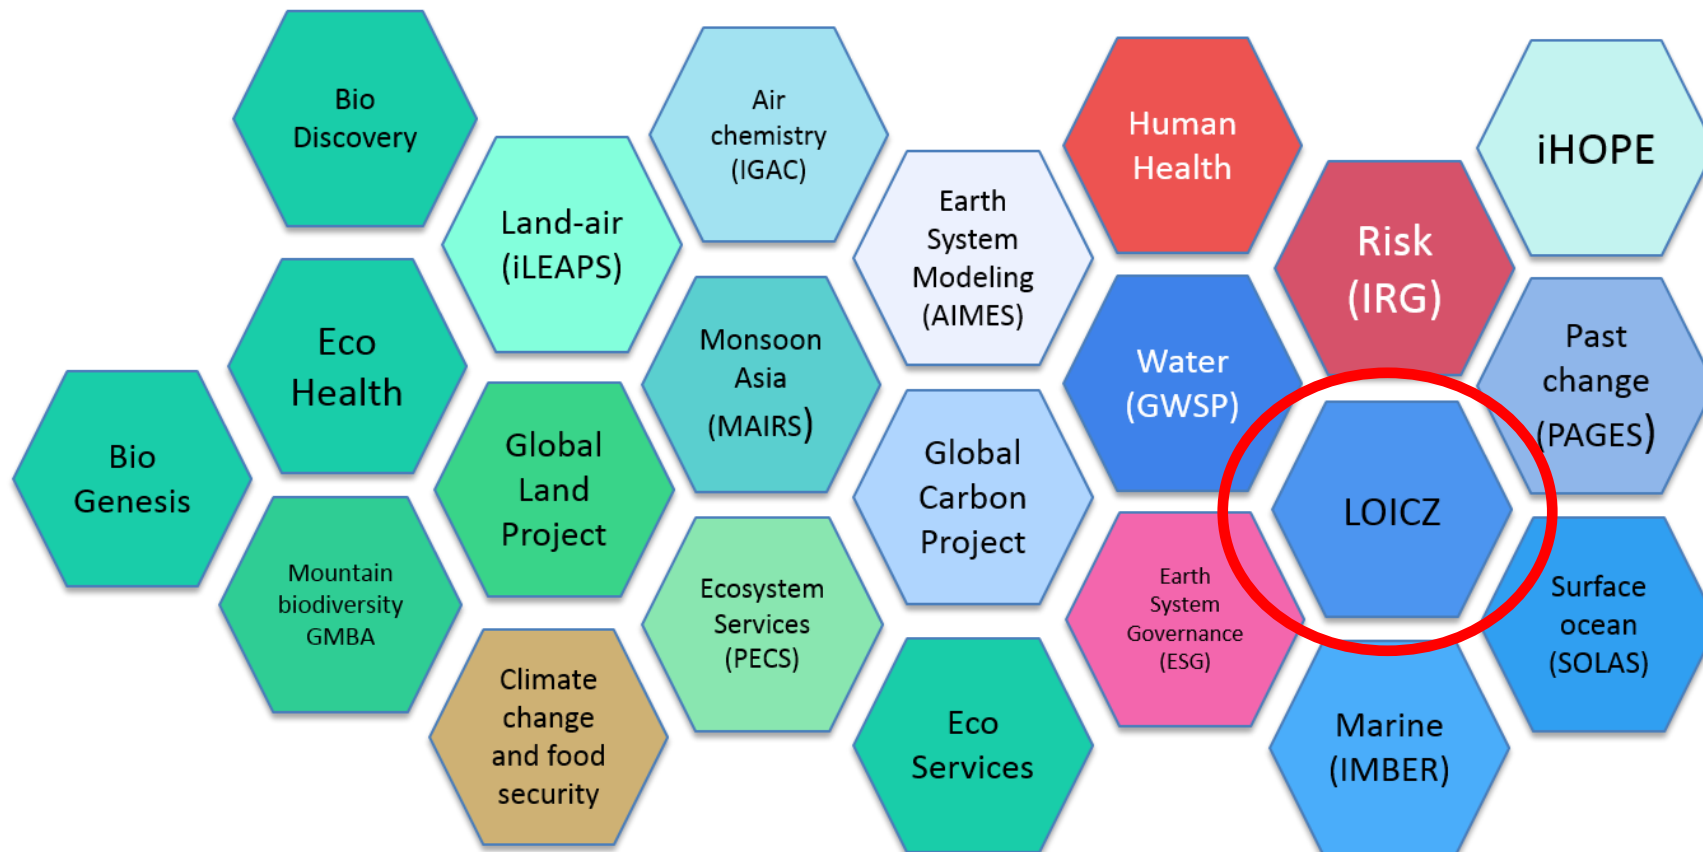 Bio
Discovery
Air
chemistry
(IGAC)
Human
Health
iHOPE
Land-air
(iLEAPS)
Earth
System
Modeling
(AIMES)
Risk
(IRG)
Eco
Health
Monsoon
Asia
(MAIRS)
Water
(GWSP)
Past
change
(PAGES)
Bio
Genesis
Global
Land
Project
Global
Carbon
Project
LOICZ
Mountain
biodiversity
GMBA
Ecosystem
Services
(PECS)
Earth
System
Governance
(ESG)
Surface
ocean
(SOLAS)
Climate
change
and food
security
Eco
Services
Marine
(IMBER)